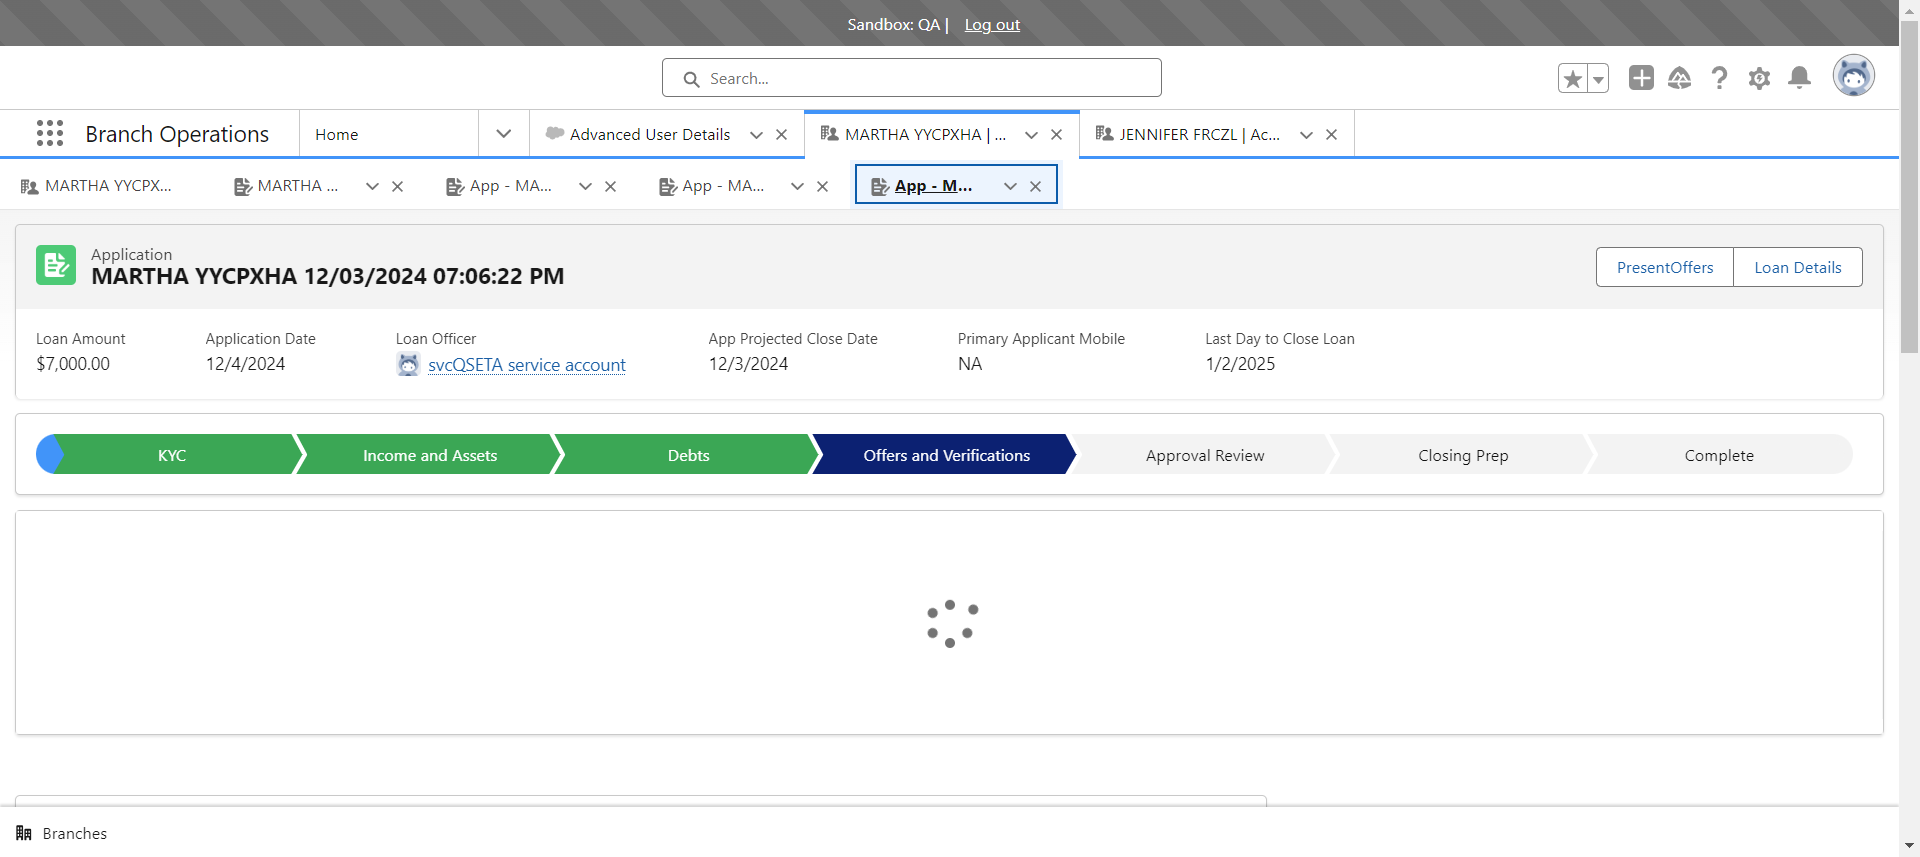 Sandbox: QA | Log out
Search...
Branch Operations
Home
Advanced User Details
MARTHA YYCPXHA | ...
JENNIFER FRCZL | Ac...
MARTHA YYCPX...
MARTHA ...
App - MA...
App - MA...
App - M...
Application
MARTHA YYCPXHA 12/03/2024 07:06:22 PM
PresentOffers
Loan Details
Loan Amount
$7,000.00
Application Date
12/4/2024
Loan Officer
svcQSETA service account
App Projected Close Date
12/3/2024
Primary Applicant Mobile
NA
Last Day to Close Loan
1/2/2025
KYC
Income and Assets
Debts
Offers and Verifications
Approval Review
Closing Prep
Complete
Branches